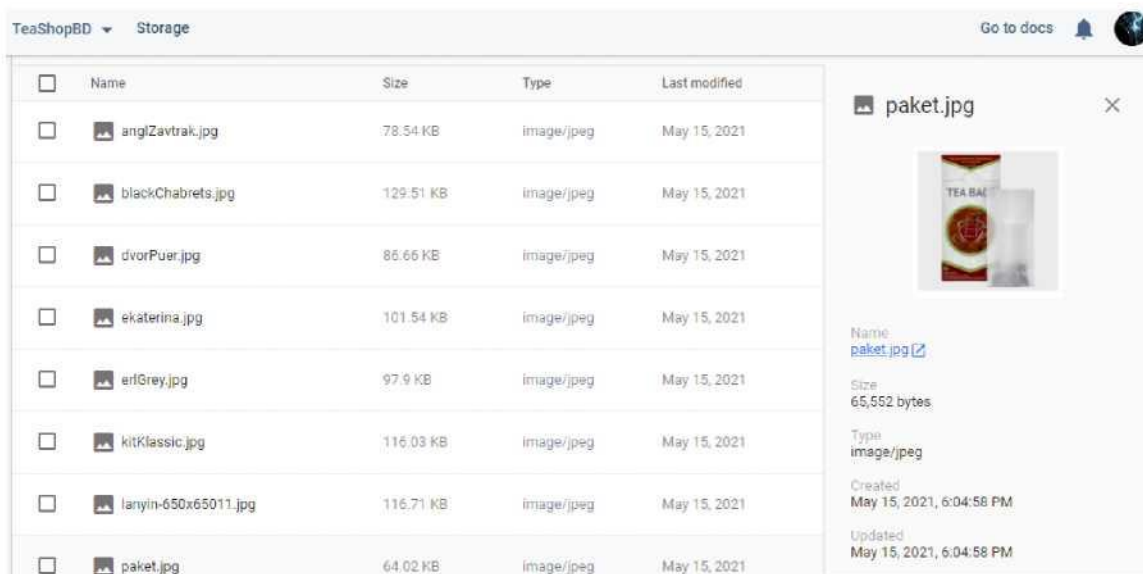 TeaShopBD Storage Go to docs
Name Size Type Last modified
anglZavtrak.jpg 78.54 KB image/jpeg May 15, 2021
blackChabrets.jpg 129.51 KB image/jpeg May 15, 2021
dvorPuer.jpg 86.66 KB image/jpeg May 15, 2021
ekaterina.jpg 101.54 KB image/jpeg May 15, 2021
erlGrey.jpg 97.9 KB image/jpeg May 15, 2021
kitKlassic.jpg 116.03 KB image/jpeg May 15, 2021
lanyin-650x65011.jpg 116.71 KB image/jpeg May 15, 2021
paket.jpg 64.02 KB image/jpeg May 15, 2021
paket.jpg
TEA BAG
Name
paket.jpg
Size
65,552 bytes
Type
image/jpeg
Created
May 15, 2021, 6:04:58 PM
Updated
May 15, 2021, 6:04:58 PM